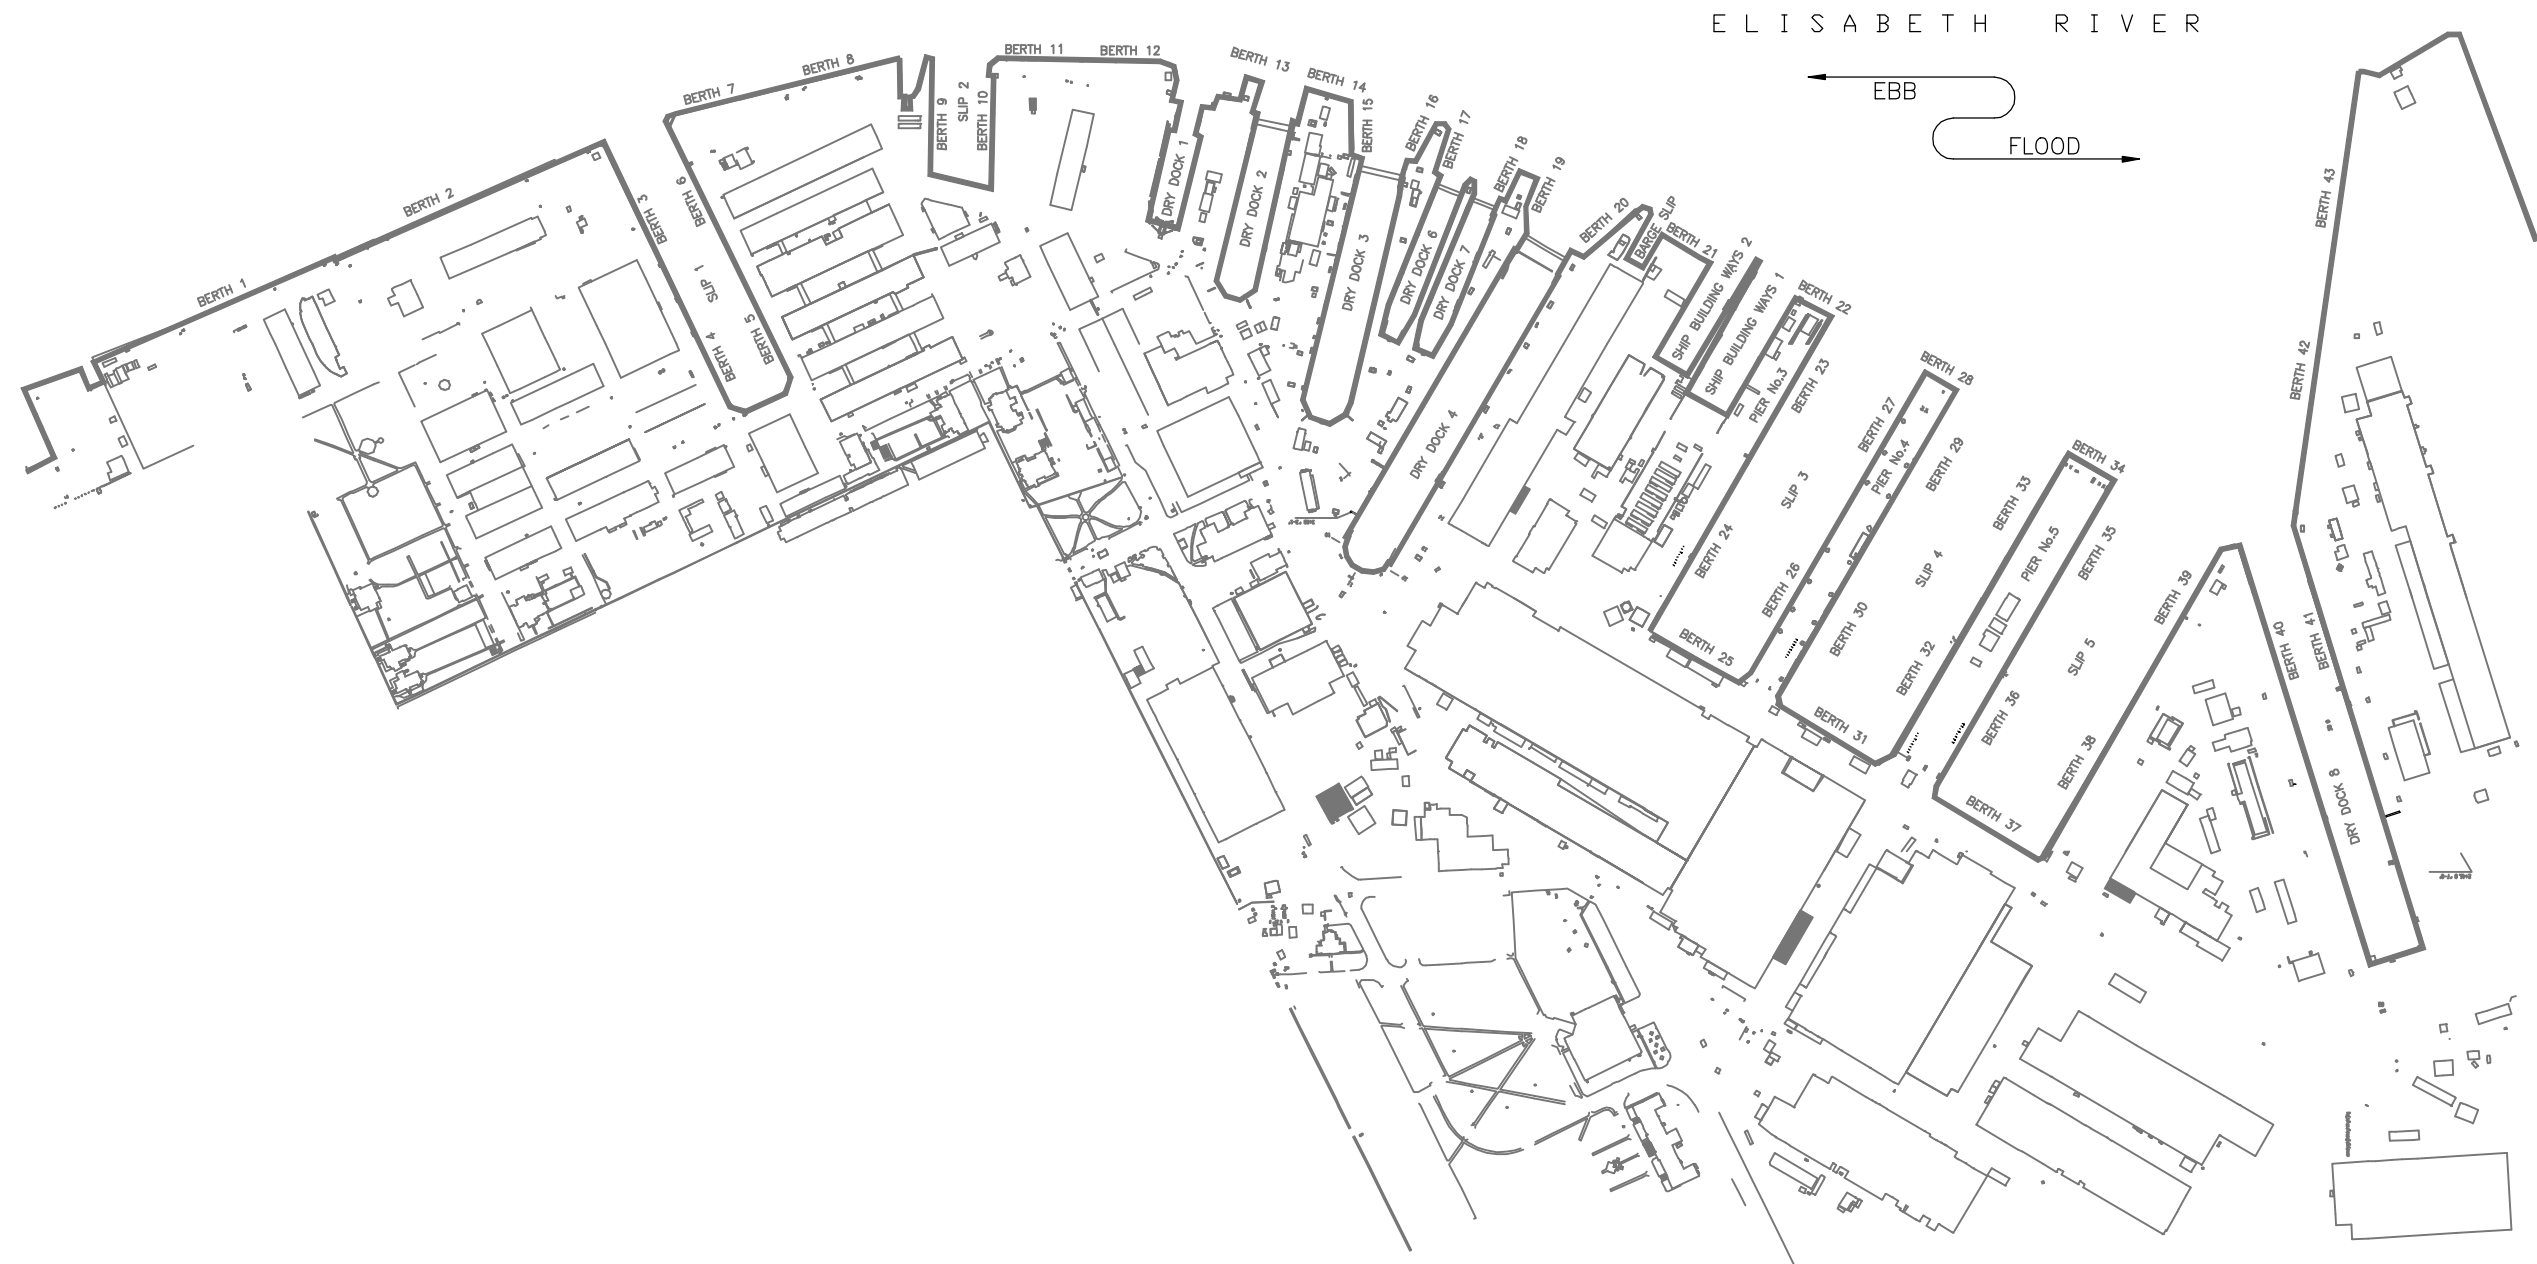 ELISABETH RIVER
EBB
FLOOD
BERTH 1
BERTH 2
BERTH 3
BERTH 4
SLIP 1
BERTH 5
BERTH 6
BERTH 7
BERTH 8
BERTH 9
SLIP 2
BERTH 10
BERTH 11
BERTH 12
DRY DOCK 1
BERTH 13
DRY DOCK 2
BERTH 14
BERTH 15
DRY DOCK 3
BERTH 16
BERTH 17
DRY DOCK 6
DRY DOCK 7
BERTH 18
BERTH 19
DRY DOCK 4
BERTH 20
BARGE SLIP
BERTH 21
SHIP BUILDING WAYS 2
SHIP BUILDING WAYS 1
BERTH 22
PIER No.3
BERTH 23
BERTH 24
SLIP 3
BERTH 25
BERTH 26
BERTH 27
BERTH 28
PIER No.4
BERTH 29
BERTH 30
SLIP 4
BERTH 31
BERTH 32
BERTH 33
BERTH 34
PIER No.5
BERTH 35
BERTH 36
SLIP 5
BERTH 37
BERTH 38
BERTH 39
BERTH 40
DRY DOCK 8
BERTH 41
BERTH 42
BERTH 43